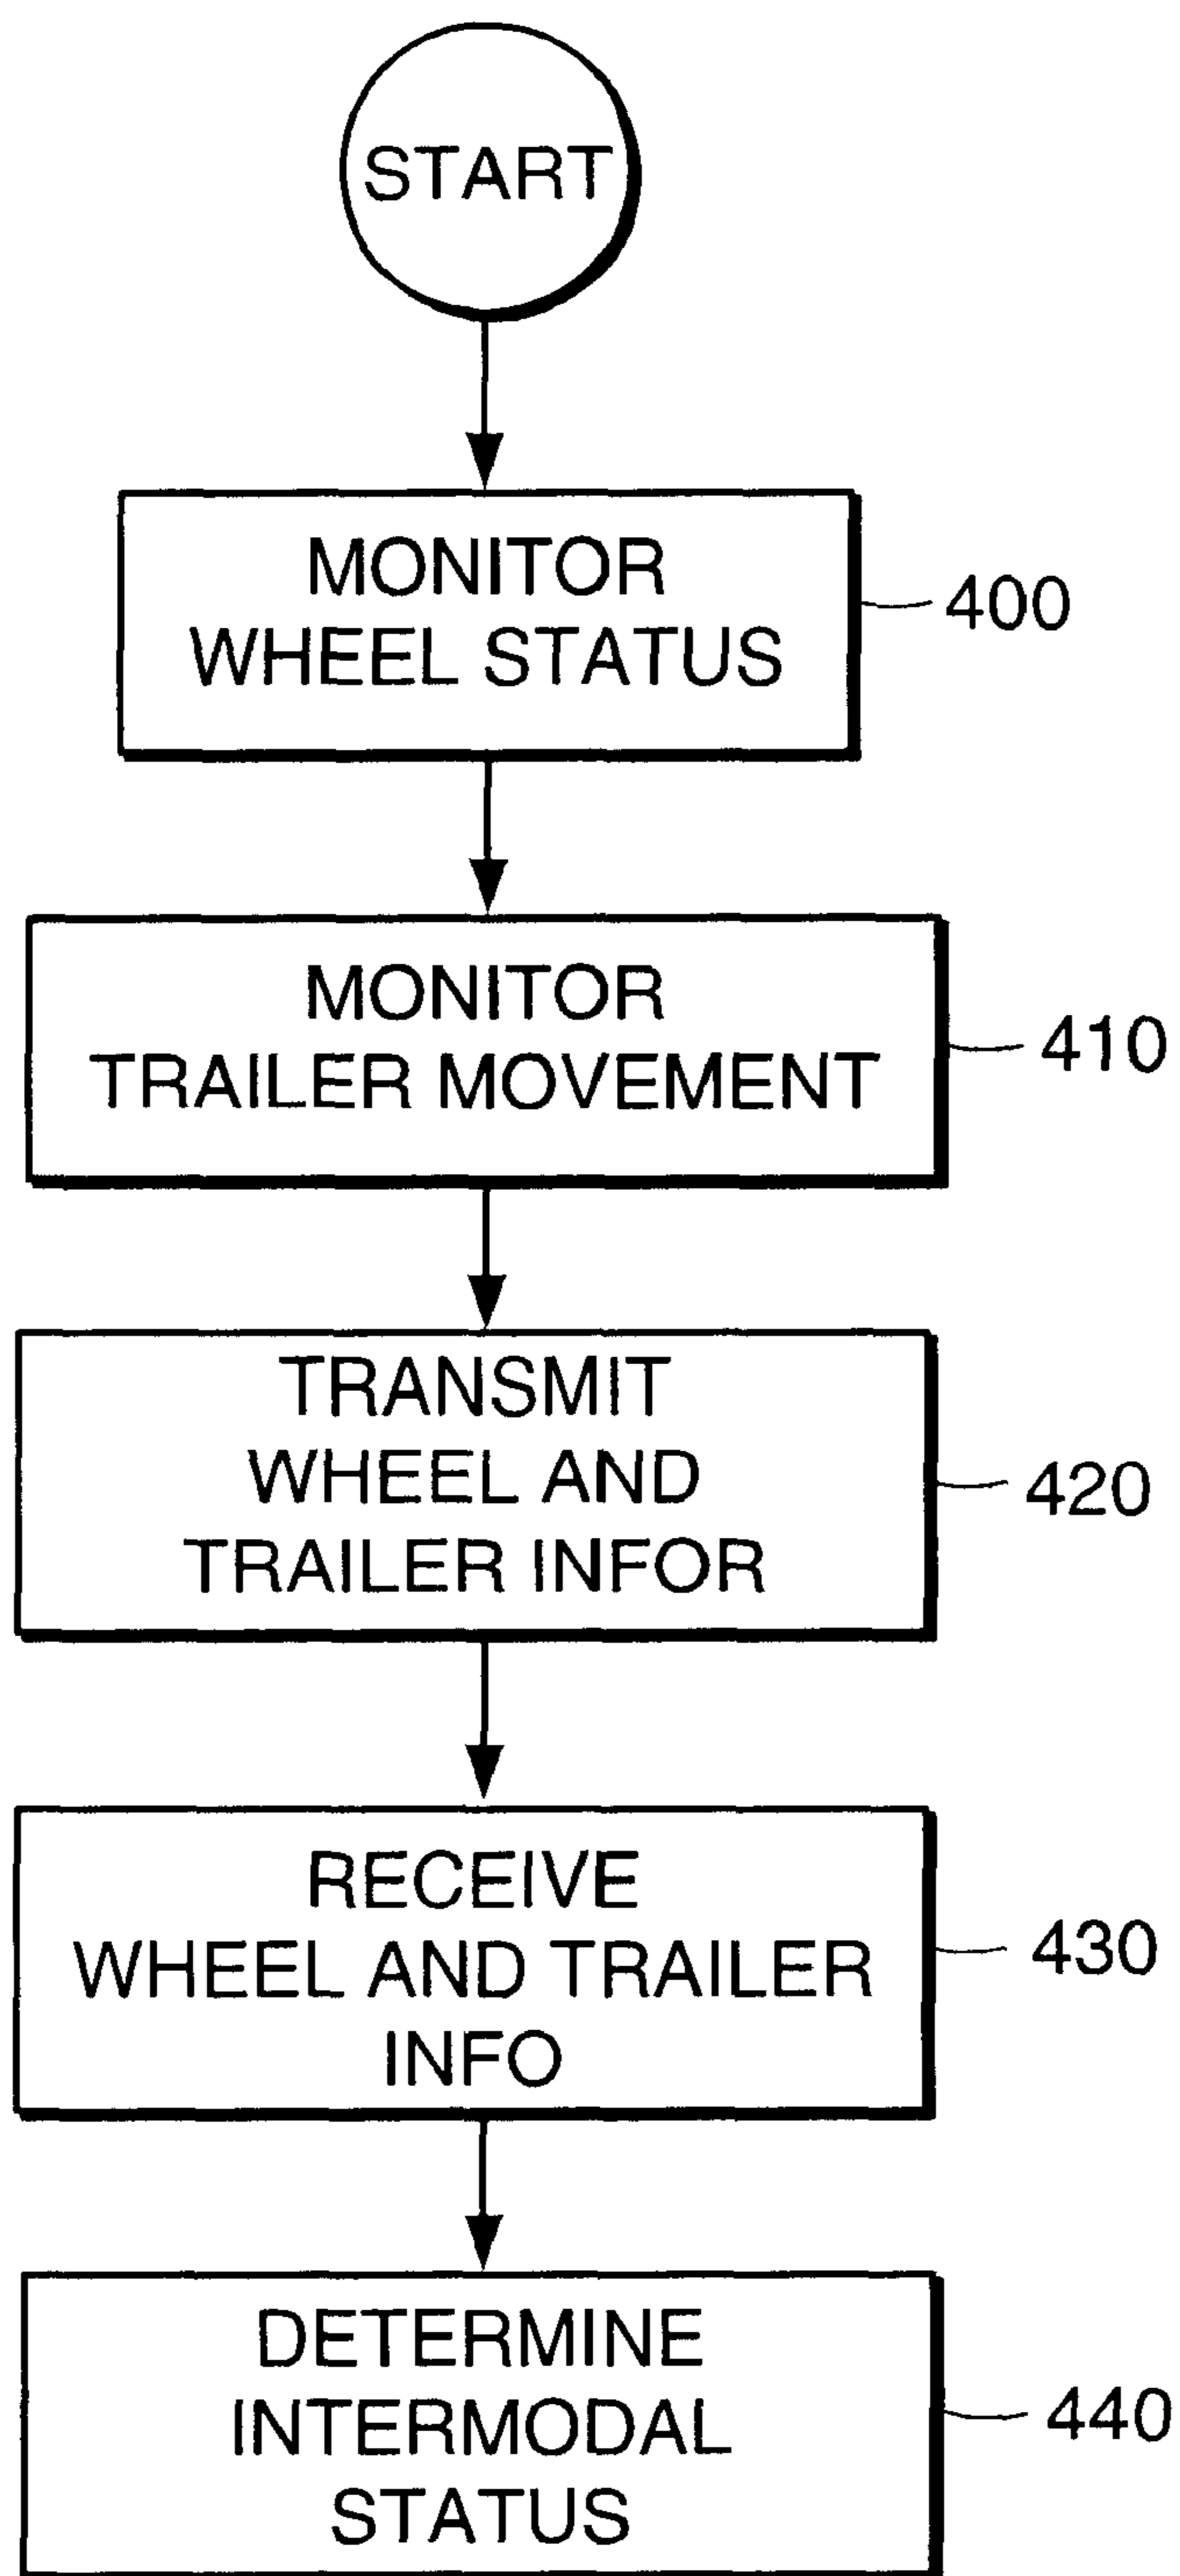 START
MONITOR
WHEEL STATUS
400
MONITOR
TRAILER MOVEMENT
410
TRANSMIT
WHEEL AND
TRAILER INFOR
420
RECEIVE
WHEEL AND TRAILER
INFO
430
DETERMINE
INTERMODAL
STATUS
440